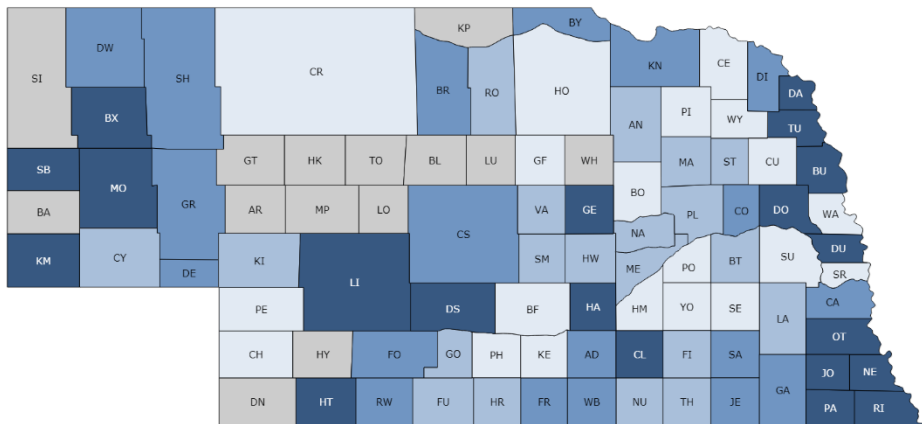 KP
BY
DW
SI
SH
CR
BR
RO
HO
KN
CE
DI
DA
BX
AN
PI
WY
TU
GT
HK
TO
BL
LU
GF
WH
MA
ST
CU
BU
SB
MO
BO
BA
GR
AR
MP
LO
CS
VA
GE
PL
CO
DO
WA
NA
KM
CY
DE
KI
LI
SM
HW
ME
PO
BT
SU
DU
SR
PE
DS
BF
HA
HM
YO
SE
LA
CA
OT
CH
HY
FO
GO
PH
KE
AD
CL
FI
SA
GA
JO
NE
DN
HT
RW
FU
HR
FR
WB
NU
TH
JE
PA
RI